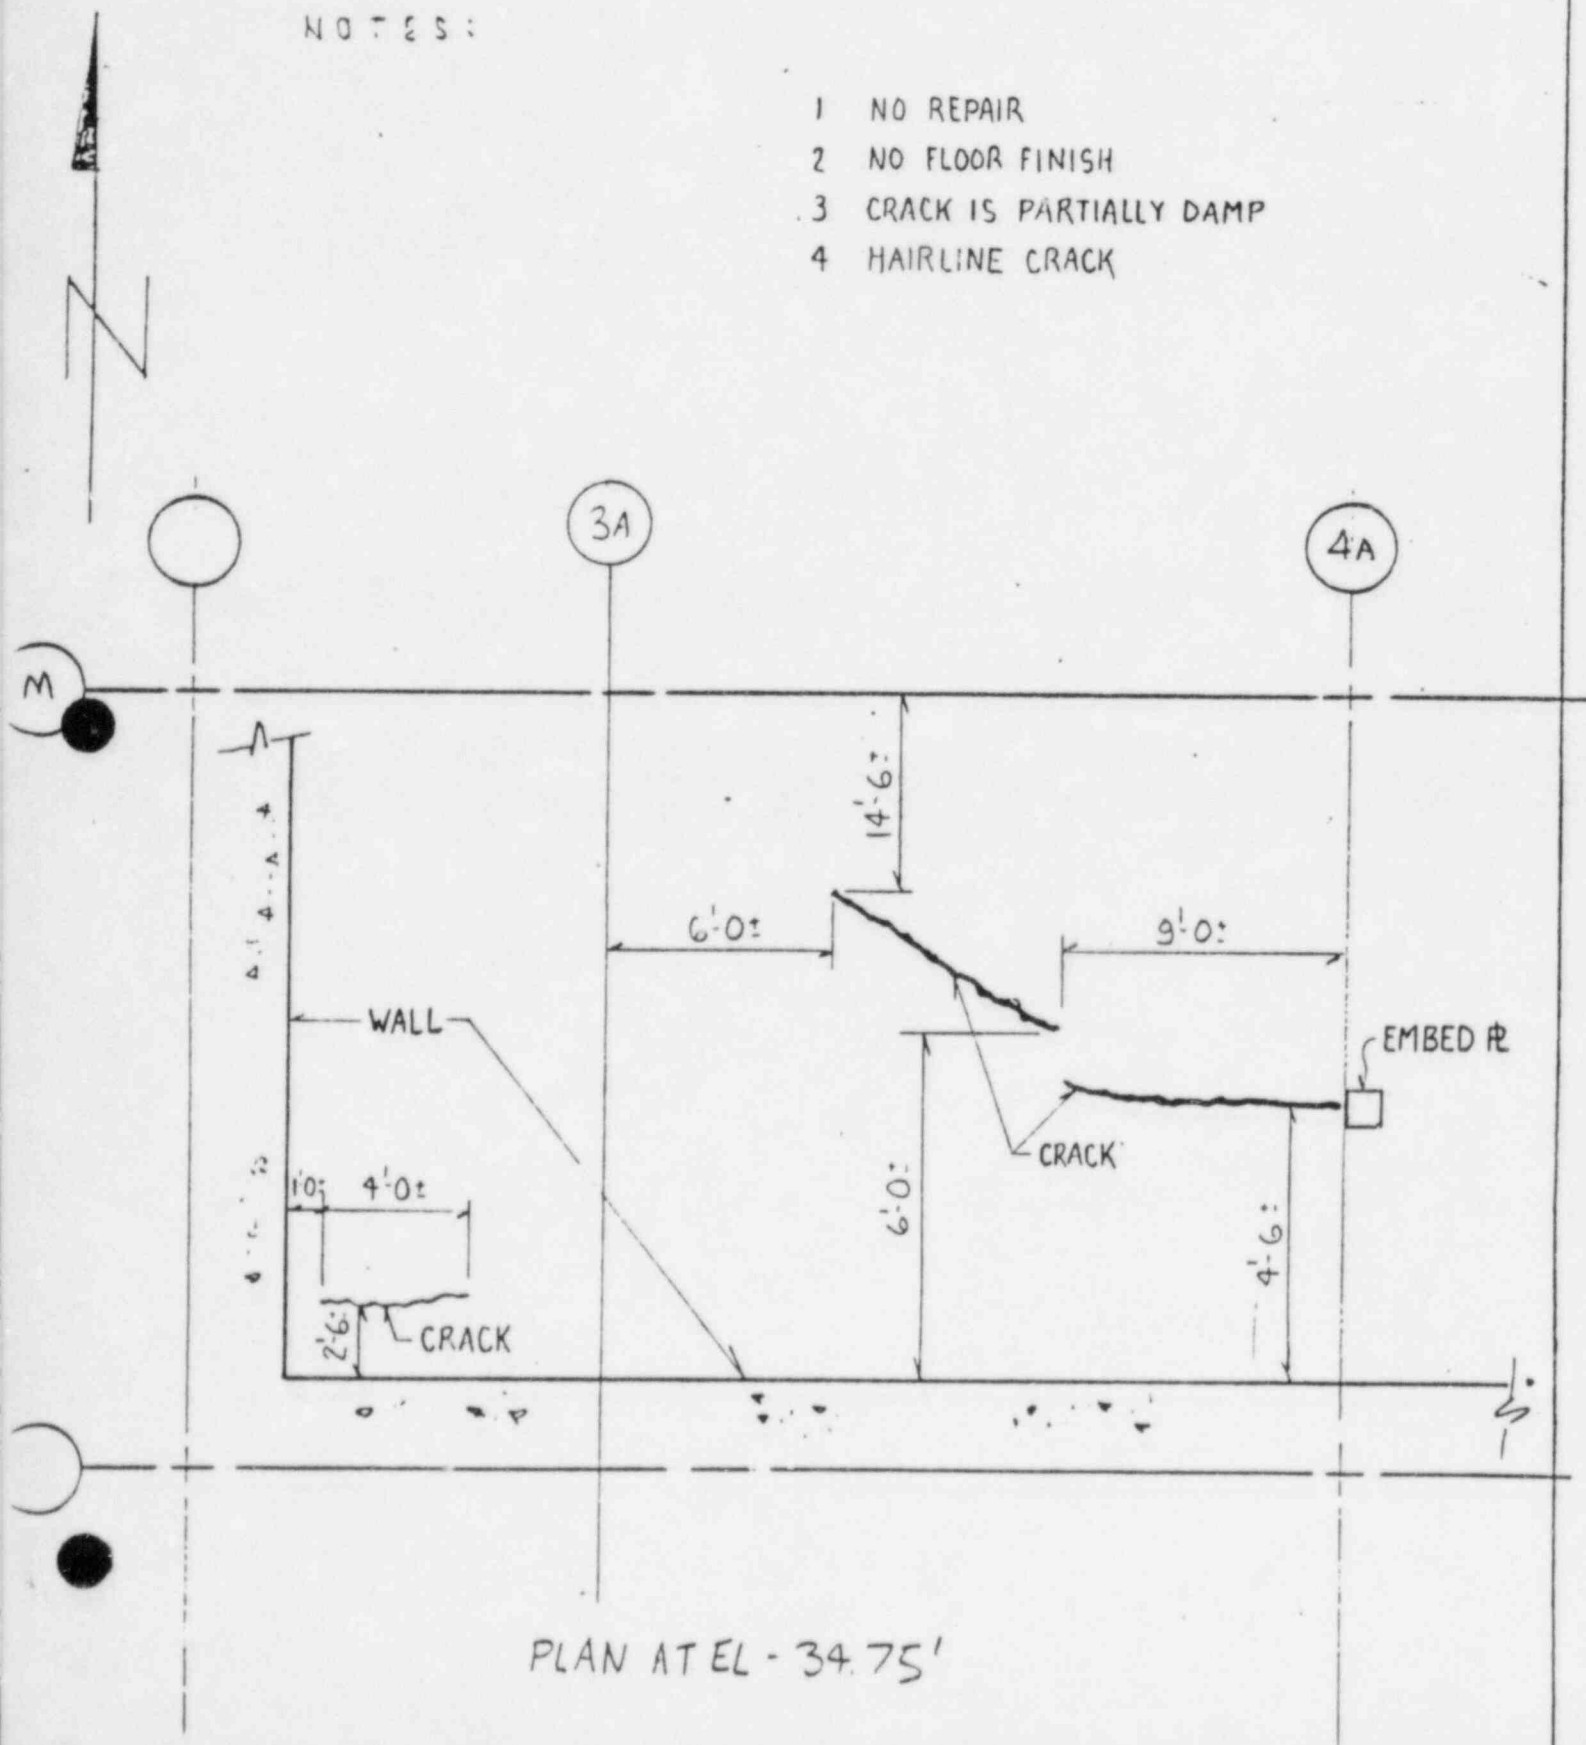 NOTES:
1 NO REPAIR
2 NO FLOOR FINISH
3 CRACK IS PARTIALLY DAMP
4 HAIRLINE CRACK
N
3A
4A
M
14'-6±
6'-0±
9'-0±
WALL
EMBED PL
CRACK
1'0±
4'-0±
6'-0±
4'-6±
2'-6±
CRACK
PLAN AT EL - 34.75'